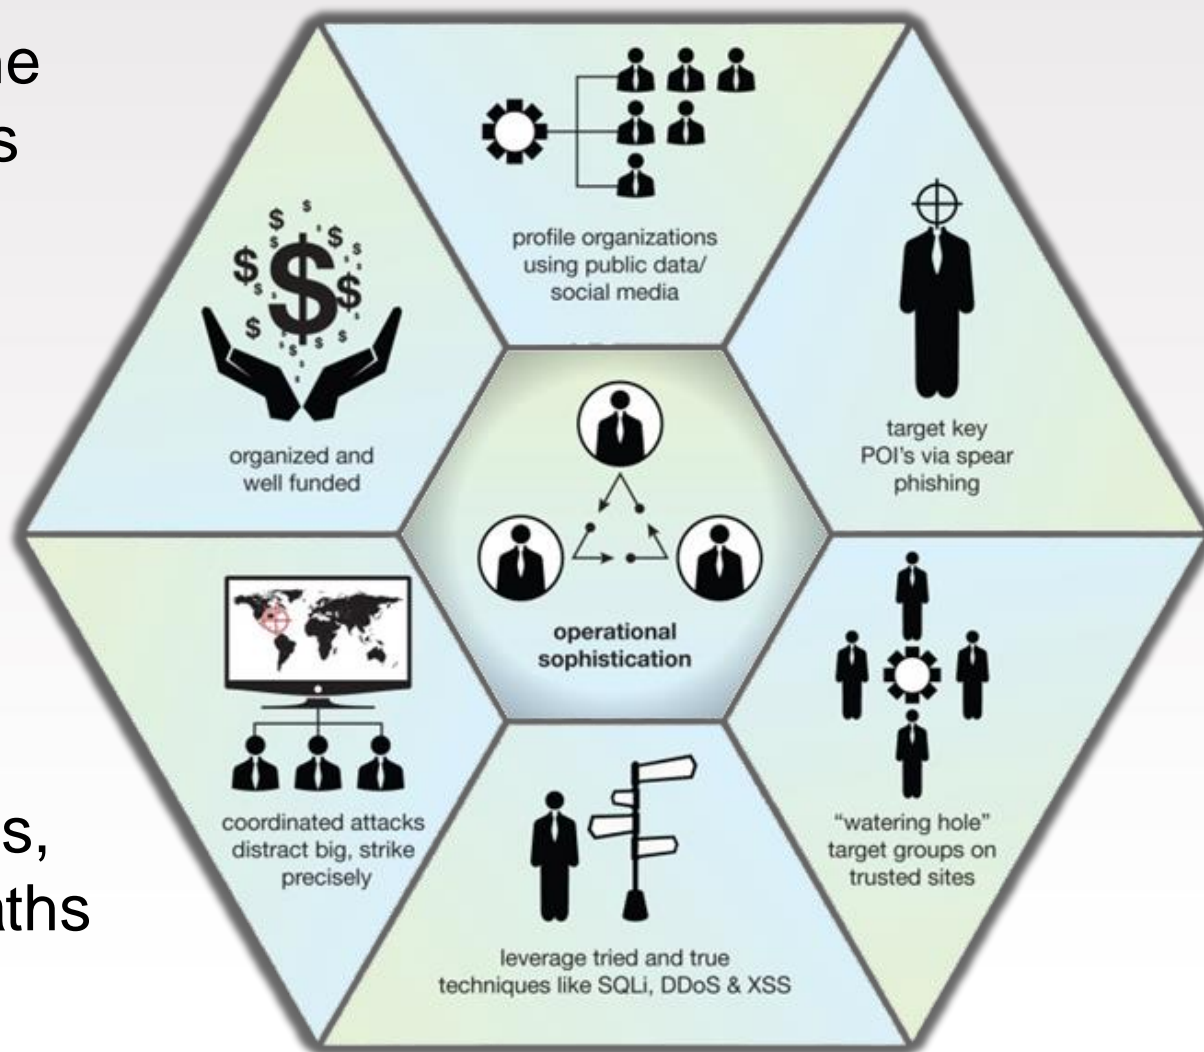 profile organizations
using public data/
social media
target key
POI's via spear
phishing
organized and
well funded
operational
sophistication
coordinated attacks
distract big, strike
precisely
"watering hole"
target groups on
trusted sites
leverage tried and true
techniques like SQLi, DDoS & XSS